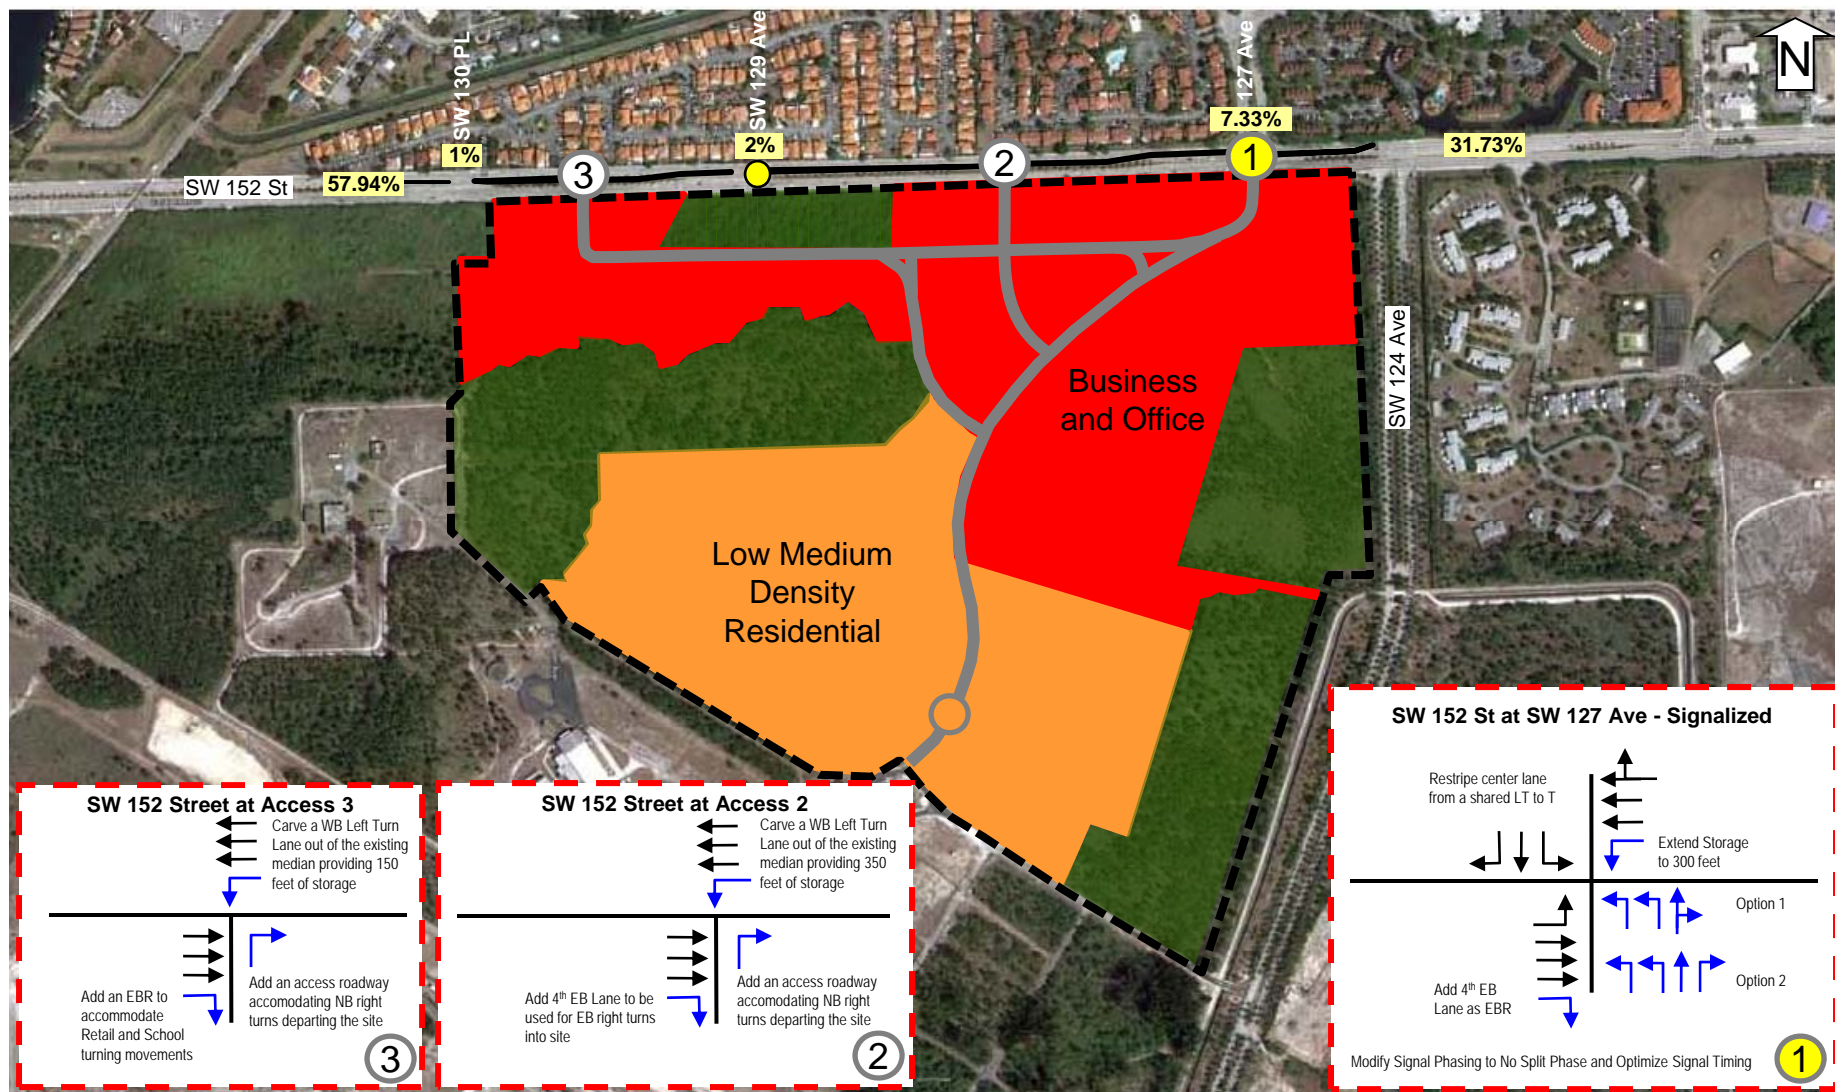 N
SW 130 PL
SW 129 Ave
127 Ave
7.33%
1%
2%
31.73%
SW 152 St
57.94%
3
2
1
SW 124 Ave
Business
and Office
Low Medium
Density
Residential
SW 152 Street at Access 3
Carve a WB Left Turn
Lane out of the existing
median providing 150
feet of storage
Add an EBR to
accommodate
Retail and School
turning movements
Add an access roadway
accomodating NB right
turns departing the site
3
SW 152 Street at Access 2
Carve a WB Left Turn
Lane out of the existing
median providing 350
feet of storage
Add 4th EB Lane to be
used for EB right turns
into site
Add an access roadway
accomodating NB right
turns departing the site
2
SW 152 St at SW 127 Ave - Signalized
Restripe center lane
from a shared LT to T
Extend Storage
to 300 feet
Option 1
Option 2
Add 4th EB
Lane as EBR
Modify Signal Phasing to No Split Phase and Optimize Signal Timing
1